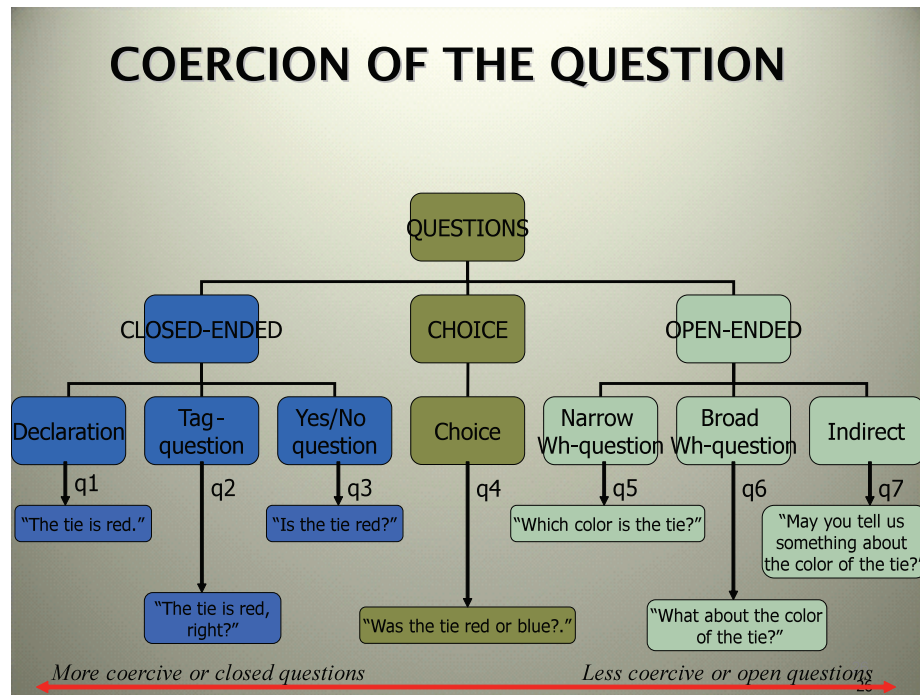 COERCION OF THE QUESTION
QUESTIONS
CLOSED-ENDED
CHOICE
OPEN-ENDED
Declaration
Tag-
question
Yes/No
question
Choice
Narrow
Wh-question
Broad
Wh-question
Indirect
q1
q2
q3
q4
q5
q6
q7
“The tie is red.”
“Is the tie red?”
“Which color is the tie?”
“May you tell us
something about
the color of the tie?”
“The tie is red,
right?”
“Was the tie red or blue?.”
“What about the color
of the tie?”
More coercive or closed questions
Less coercive or open questions